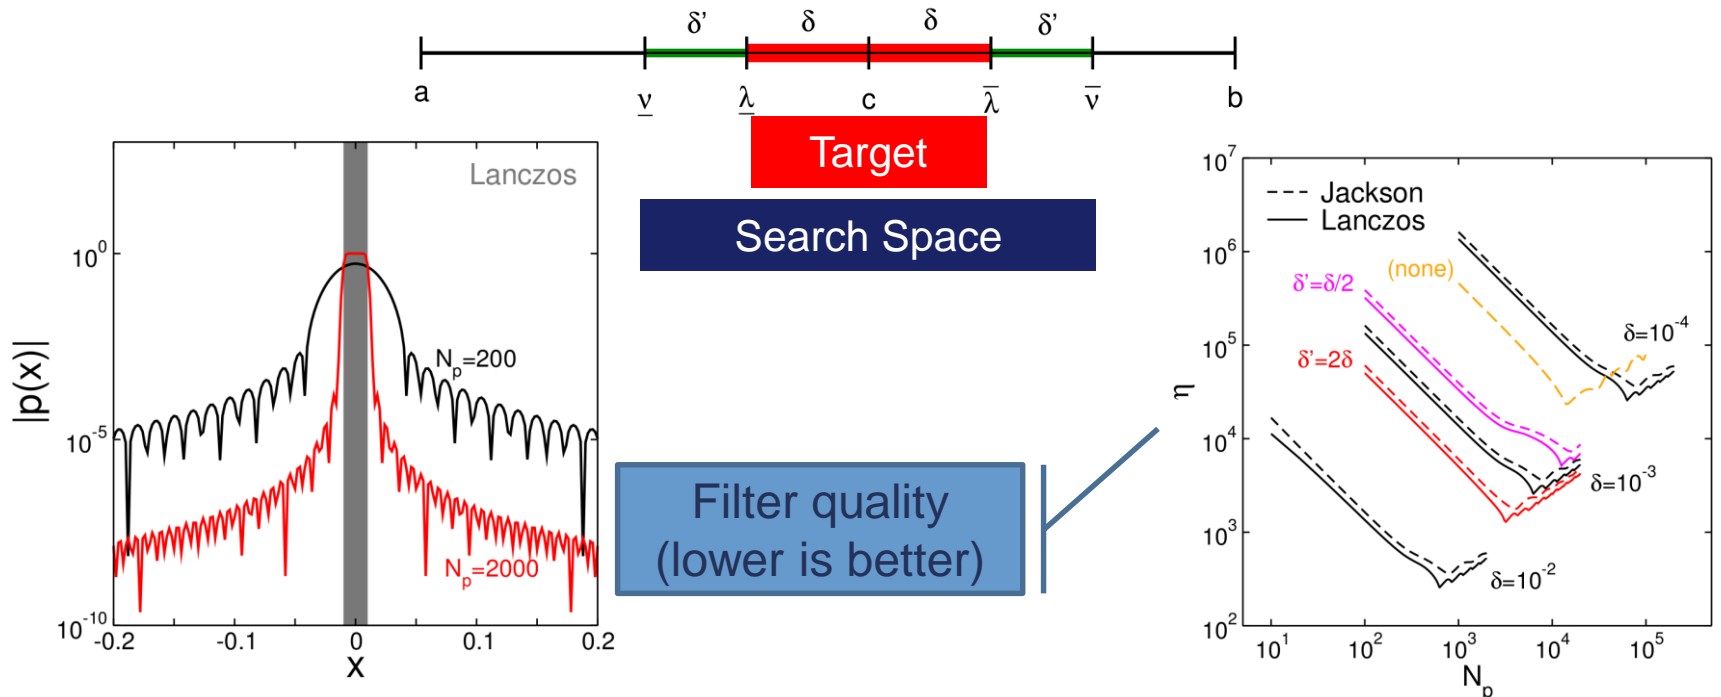 δ' δ δ δ'
a ν λ c λ ν b
Target
Search Space
Lanczos
10^0
10^-5
10^-10
|p(x)|
N_p=200
N_p=2000
-0.2 -0.1 0 0.1 0.2
x
Filter quality
(lower is better)
10^7
10^6
10^5
10^4
10^3
10^2
η
Jackson
Lanczos
(none)
δ'=δ/2
δ'=2δ
δ=10^-4
δ=10^-3
δ=10^-2
10^1 10^2 10^3 10^4 10^5
N_p